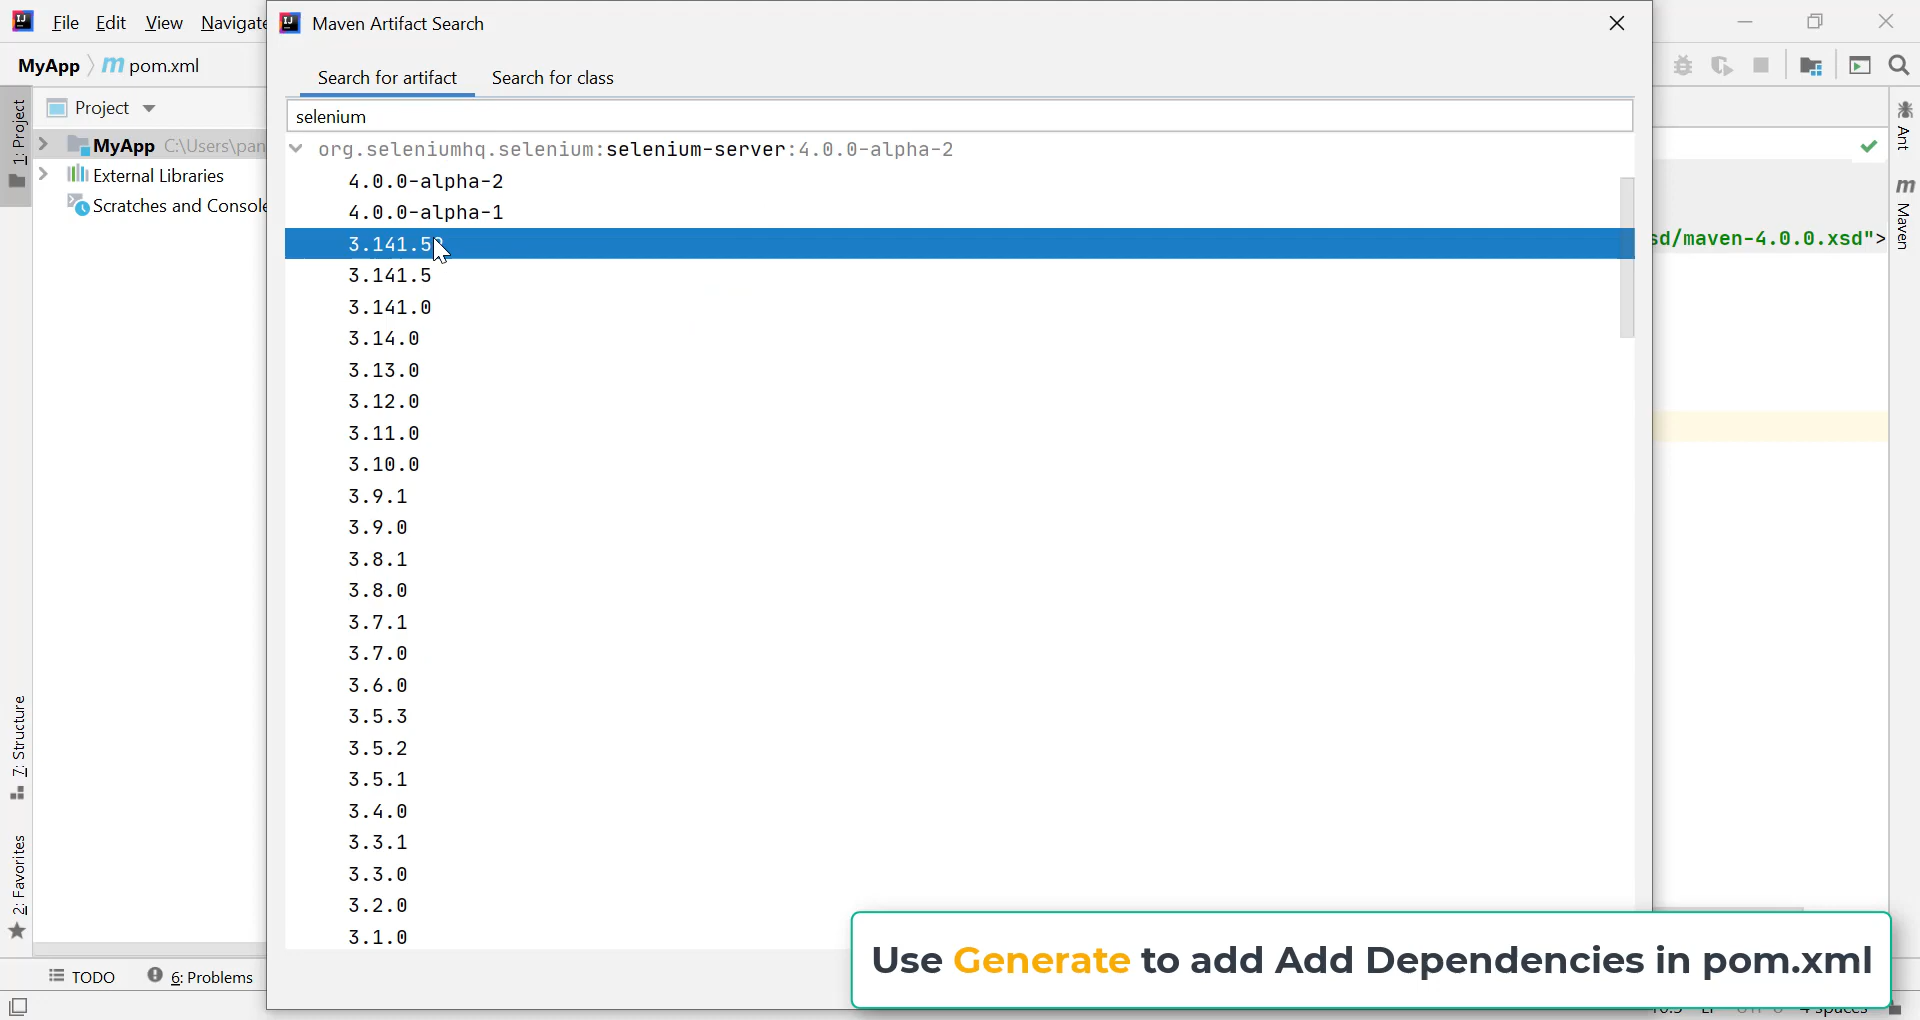 File Edit View Navigate
Maven Artifact Search
MyApp pom.xml
Search for artifact Search for class
1: Project
Project
selenium
MyApp C:\Users\pan
External Libraries
Scratches and Console
org.seleniumhq.selenium:selenium-server:4.0.0-alpha-2
4.0.0-alpha-2
4.0.0-alpha-1
3.141.59
3.141.5
3.141.0
3.14.0
3.13.0
3.12.0
3.11.0
3.10.0
3.9.1
3.9.0
3.8.1
3.8.0
3.7.1
3.7.0
3.6.0
3.5.3
3.5.2
3.5.1
3.4.0
3.3.1
3.3.0
3.2.0
3.1.0
sd/maven-4.0.0.xsd">
Ant
Maven
7: Structure
2: Favorites
TODO 6: Problems
Use Generate to add Add Dependencies in pom.xml